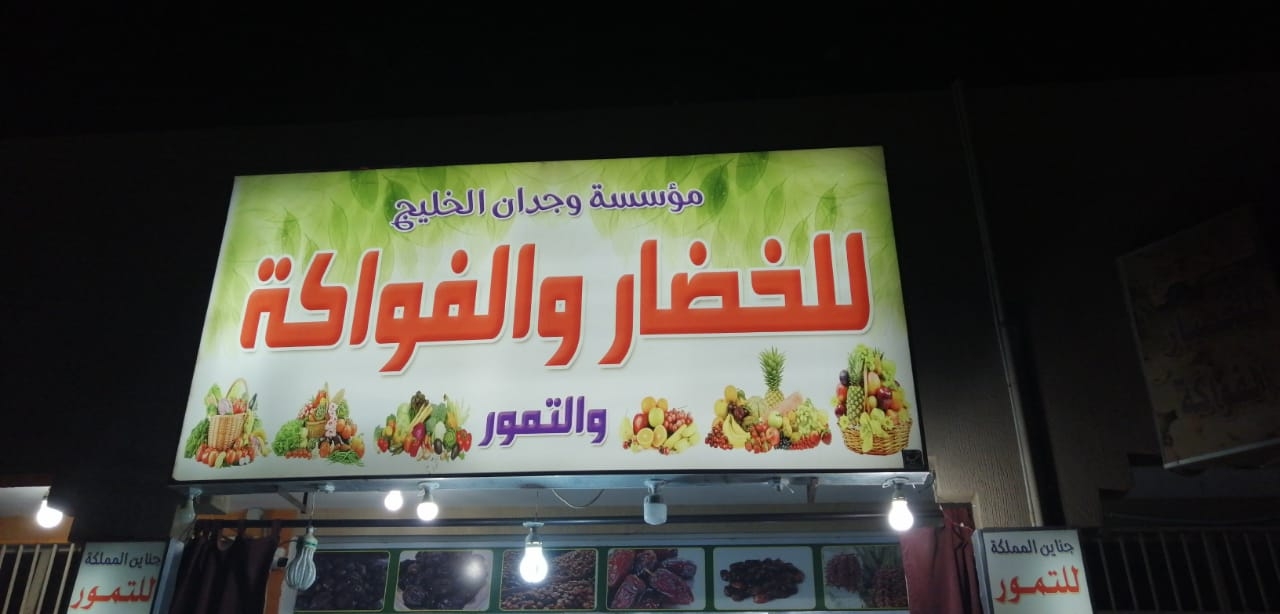 مؤسسة وجدان الخليج
للخضار والفواكة
والتمور
جناين المملكة
للتمور
جناين المملكة
للتمور